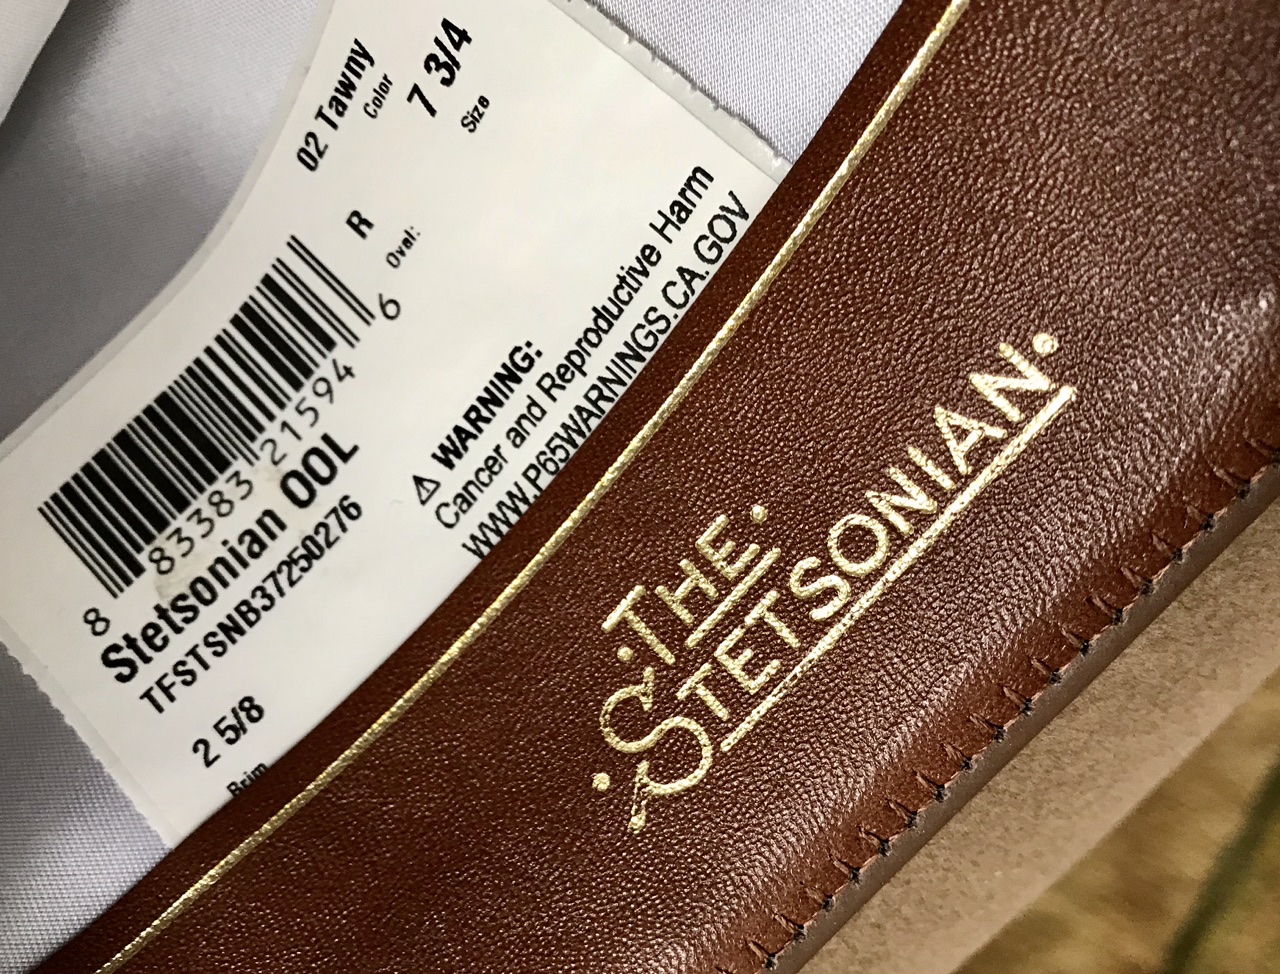 02 Tawny
Color
7 3/4
Size
R
Oval:
8 83383 21594 6
Stetsonian OOL
TFSTSNB37250276
2 5/8
Brim
⚠ WARNING:
Cancer and Reproductive Harm
WWW.P65WARNINGS.CA.GOV
·THE·
·STETSONIAN·